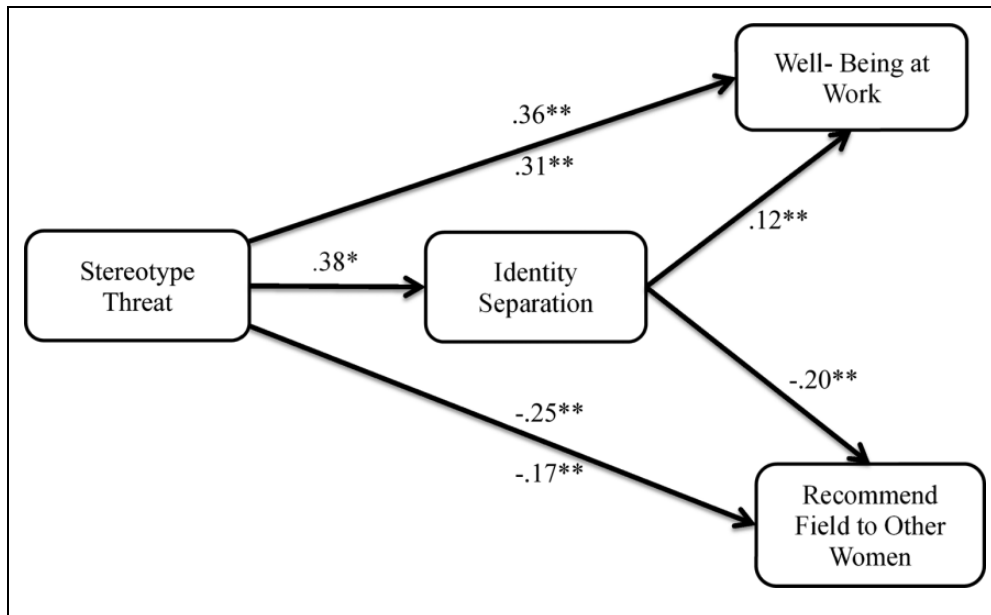 Well- Being at
Work
.36**
.31**
.12**
Stereotype
Threat
.38*
Identity
Separation
-.20**
-.25**
-.17**
Recommend
Field to Other
Women